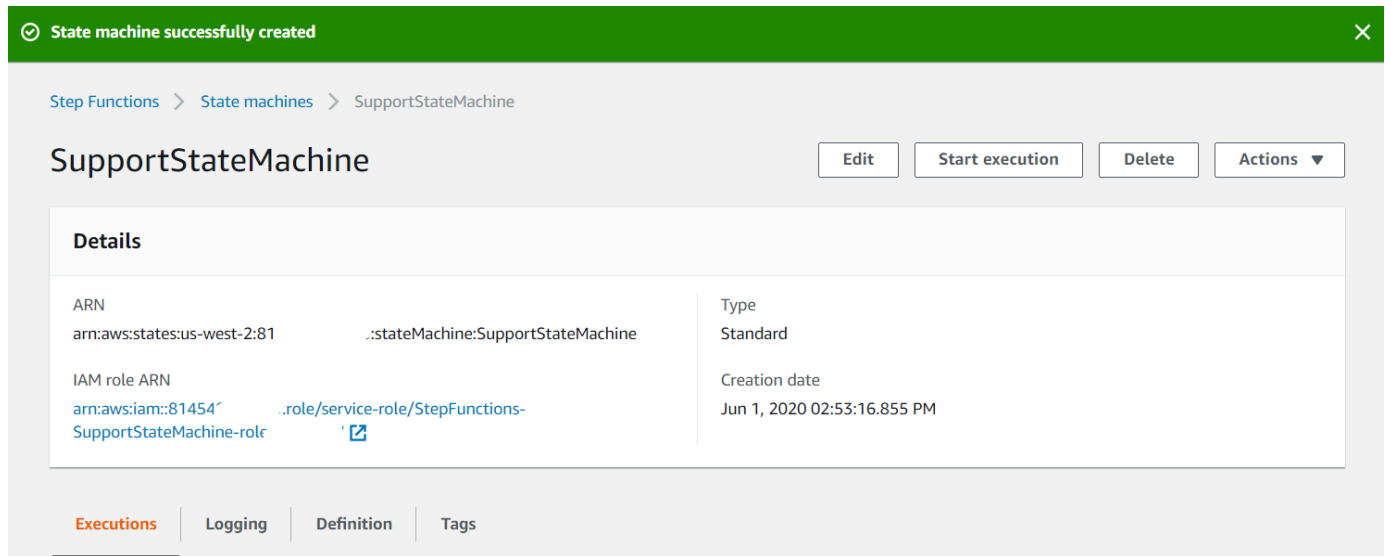 State machine successfully created
Step Functions > State machines > SupportStateMachine
SupportStateMachine
Edit Start execution Delete Actions
Details
ARN
arn:aws:states:us-west-2:81 :stateMachine:SupportStateMachine
Type
Standard
IAM role ARN
arn:aws:iam::81454 role/service-role/StepFunctions-
SupportStateMachine-role
Creation date
Jun 1, 2020 02:53:16.855 PM
Executions Logging Definition Tags